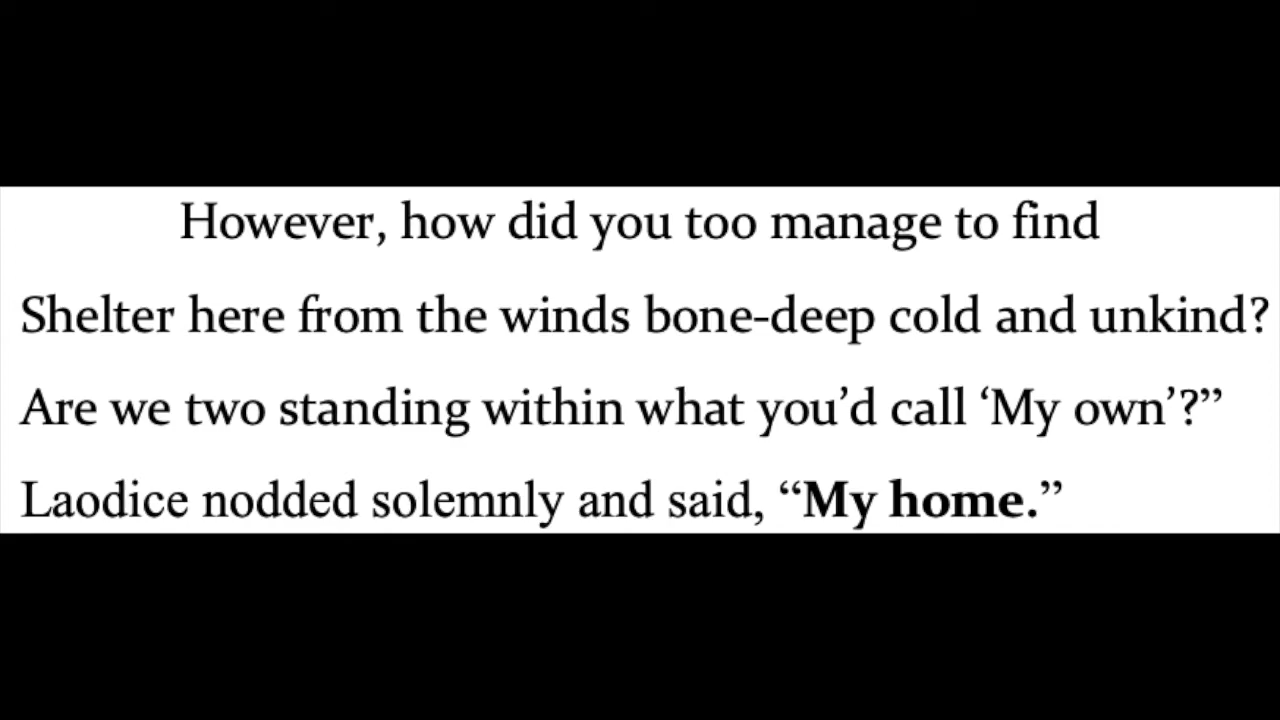 However, how did you too manage to find
Shelter here from the winds bone-deep cold and unkind?
Are we two standing within what you’d call ‘My own’?”
Laodice nodded solemnly and said, “My home.”